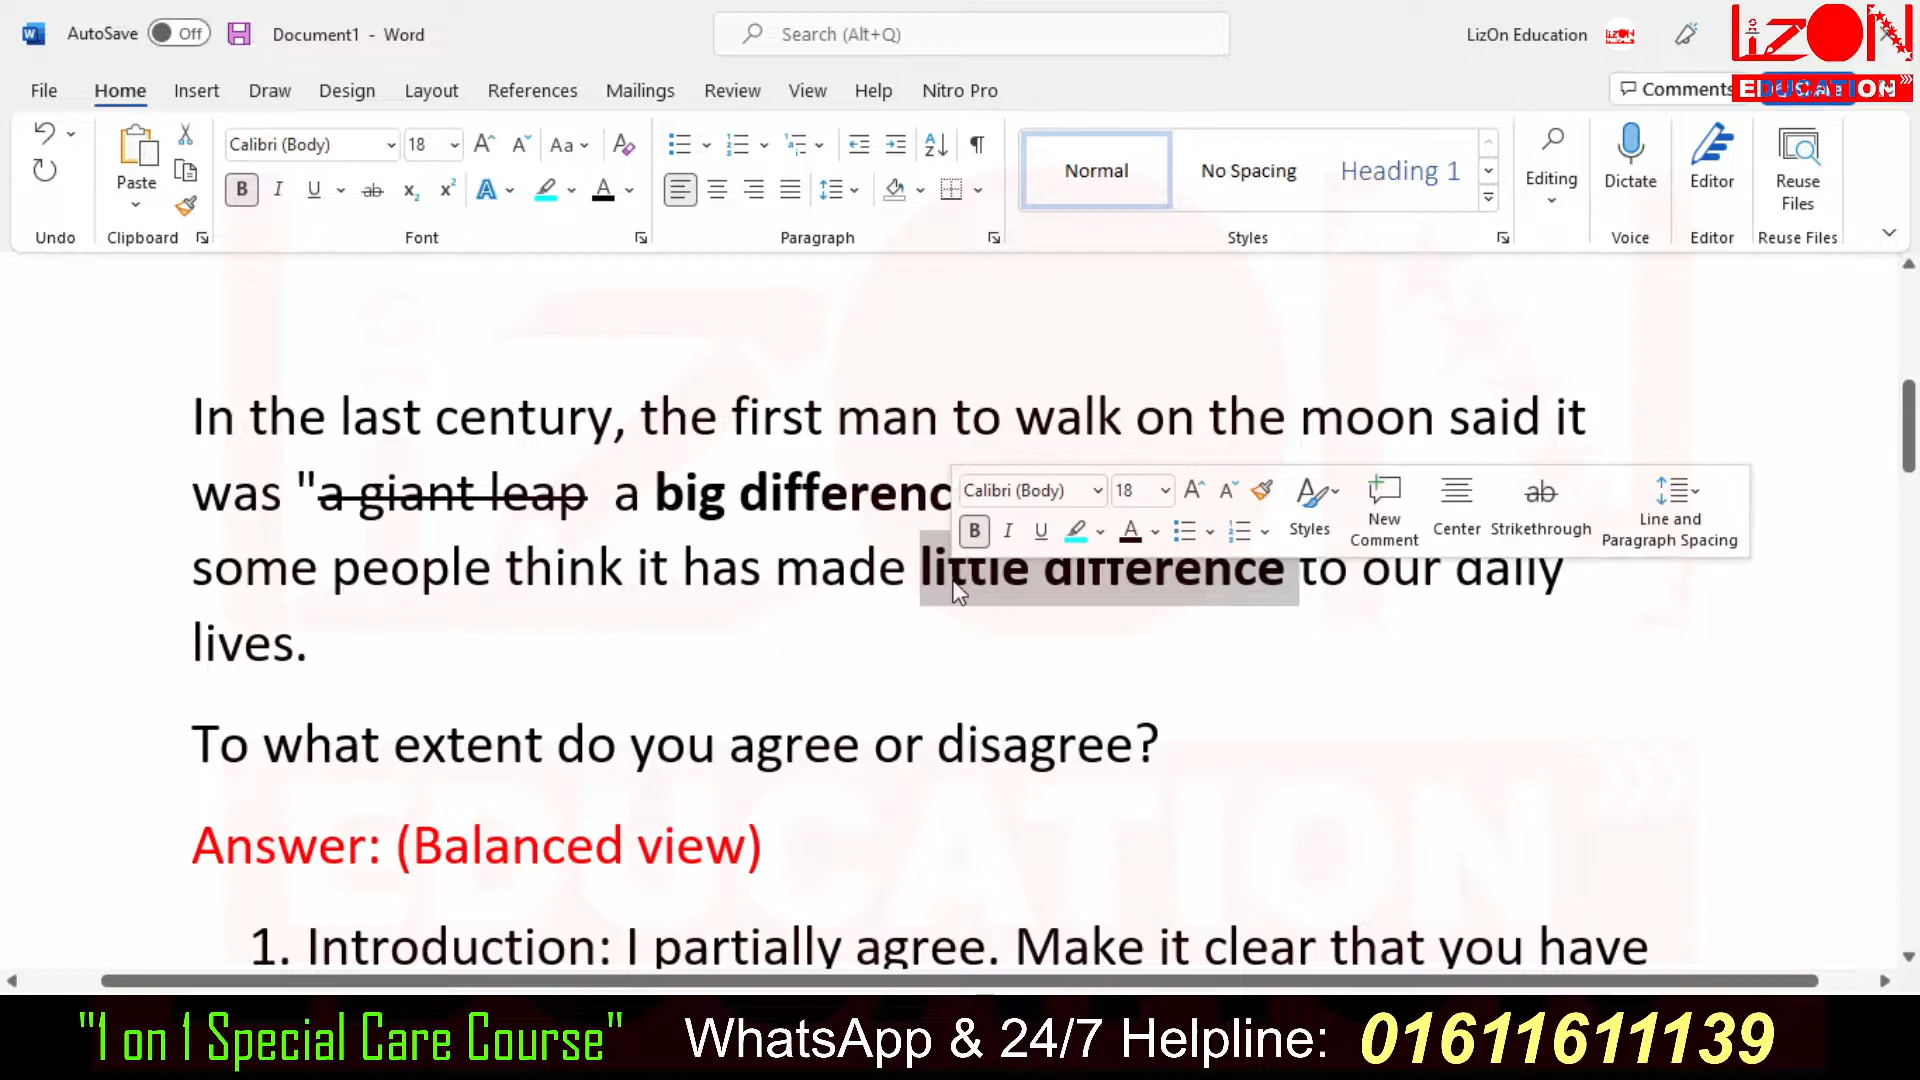 AutoSave Off Document1 - Word Search (Alt+Q) LizOn Education
LizON
EDUCATION
File Home Insert Draw Design Layout References Mailings Review View Help Nitro Pro Comments
Calibri (Body) 18 Aa
Paste
B I U ab x₂ x² A A
Normal No Spacing Heading 1
Editing Dictate Editor Reuse Files
Undo Clipboard Font Paragraph Styles Voice Editor Reuse Files
In the last century, the first man to walk on the moon said it
was "a giant leap a big differenc
Calibri (Body) 18 Styles New Comment Center Strikethrough Line and Paragraph Spacing
B I U A
some people think it has made little difference to our daily
lives.
To what extent do you agree or disagree?
Answer: (Balanced view)
1. Introduction: I partially agree. Make it clear that you have
"1 on 1 Special Care Course" WhatsApp & 24/7 Helpline: 01611611139